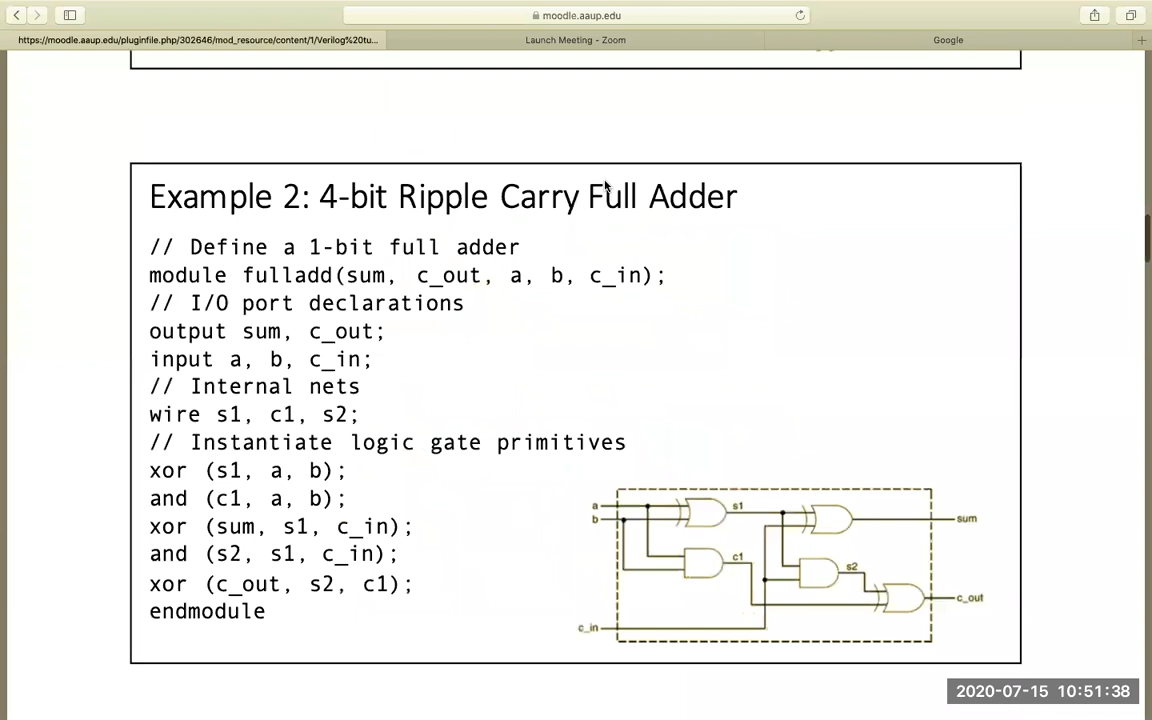 moodle.aaup.edu
https://moodle.aaup.edu/pluginfile.php/302646/mod_resource/content/1/Verilog%20tu...
Launch Meeting - Zoom
Google
Example 2: 4-bit Ripple Carry Full Adder
// Define a 1-bit full adder
module fulladd(sum, c_out, a, b, c_in);
// I/O port declarations
output sum, c_out;
input a, b, c_in;
// Internal nets
wire s1, c1, s2;
// Instantiate logic gate primitives
xor (s1, a, b);
and (c1, a, b);
xor (sum, s1, c_in);
and (s2, s1, c_in);
xor (c_out, s2, c1);
endmodule
a
b
s1
sum
c1
s2
c_out
c_in
2020-07-15 10:51:38